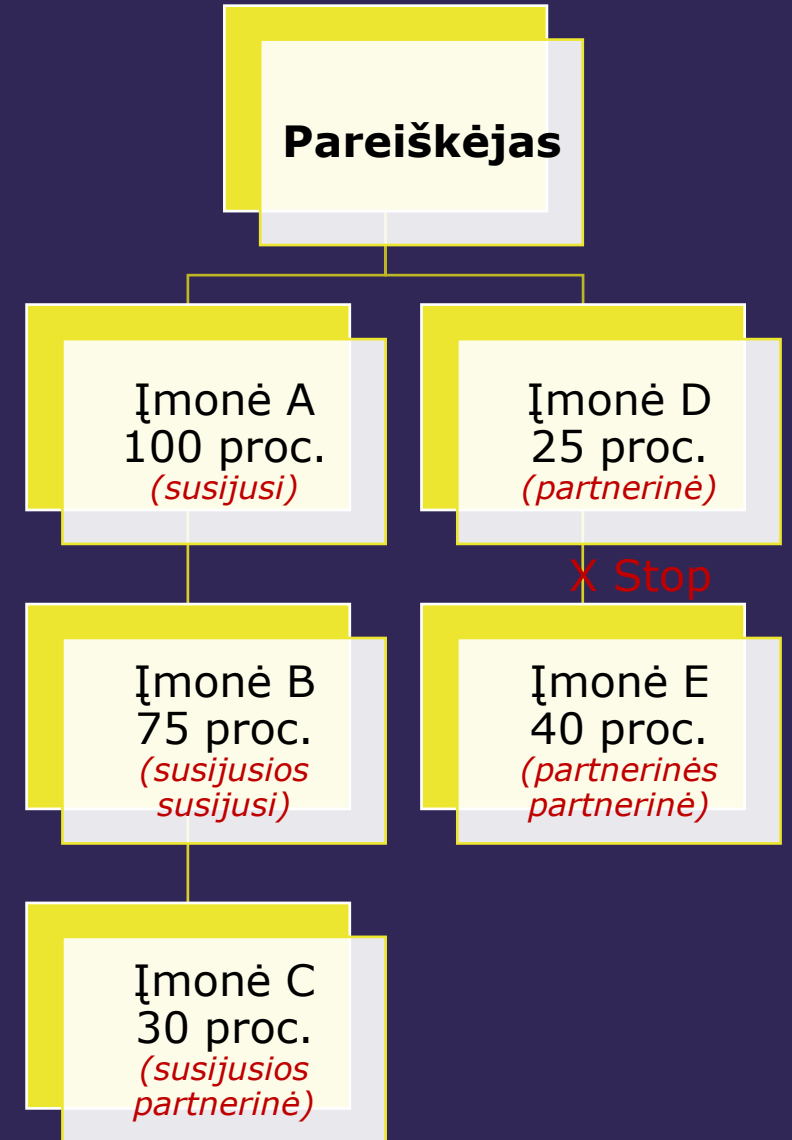 Pareiškėjas
Įmonė A
100 proc.
(susijusi)
Įmonė D
25 proc.
(partnerinė)
X Stop
Įmonė B
75 proc.
(susijusios
susijusi)
Įmonė E
40 proc.
(partnerinės
partnerinė)
Įmonė C
30 proc.
(susijusios
partnerinė)